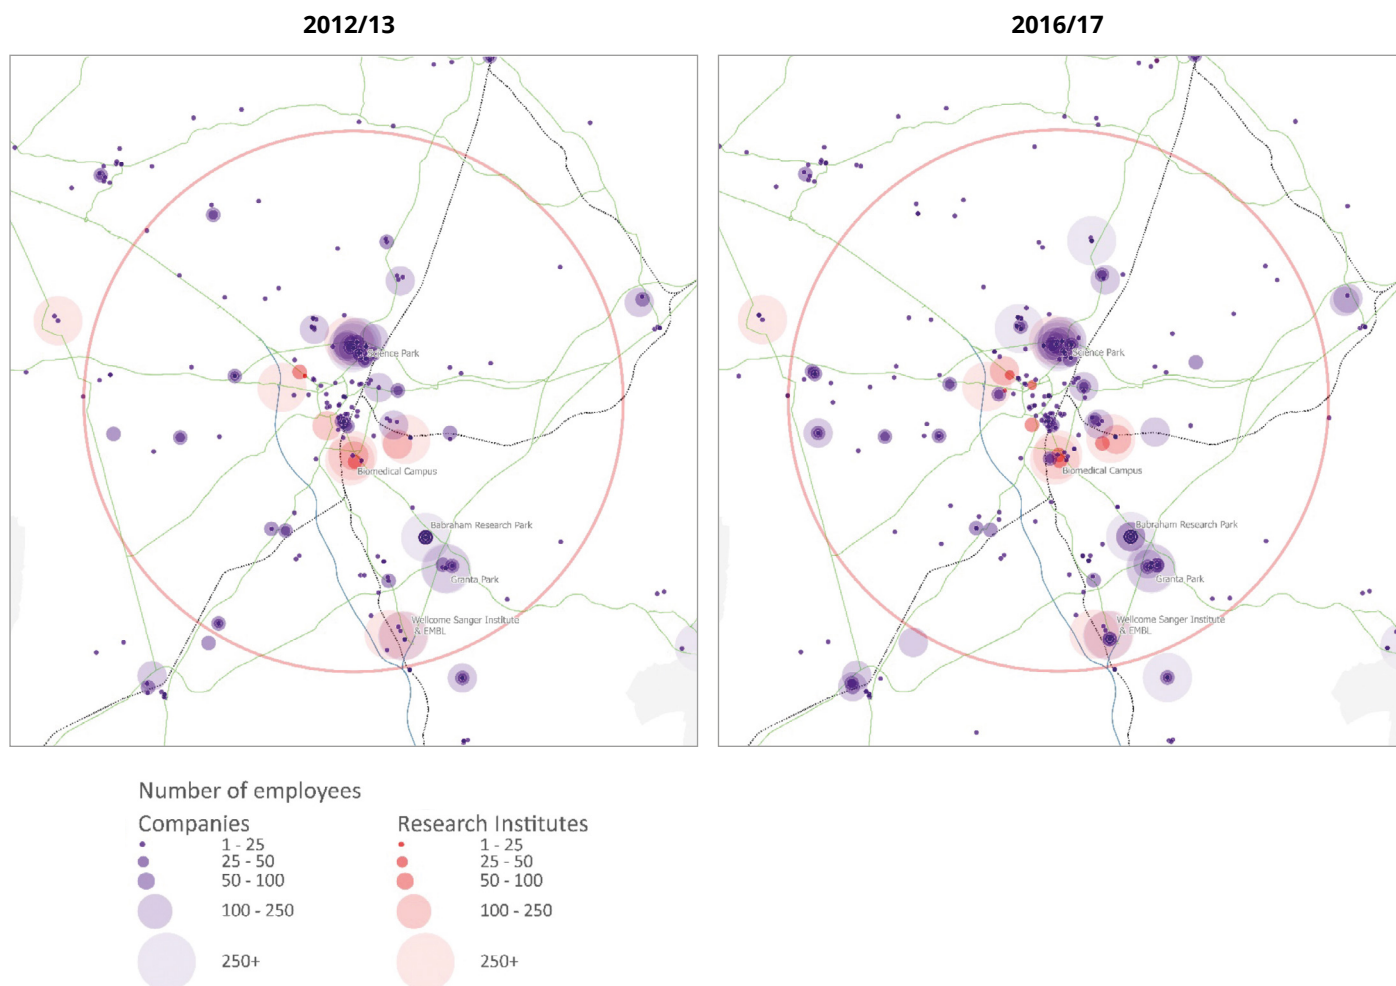 2012/13
2016/17
Science Park
Biomedical Campus
Babraham Research Park
Granta Park
Wellcome Sanger Institute
& EMBL
Science Park
Biomedical Campus
Babraham Research Park
Granta Park
Wellcome Sanger Institute
& EMBL
Number of employees
Companies
1 - 25
25 - 50
50 - 100
100 - 250
250+
Research Institutes
1 - 25
25 - 50
50 - 100
100 - 250
250+